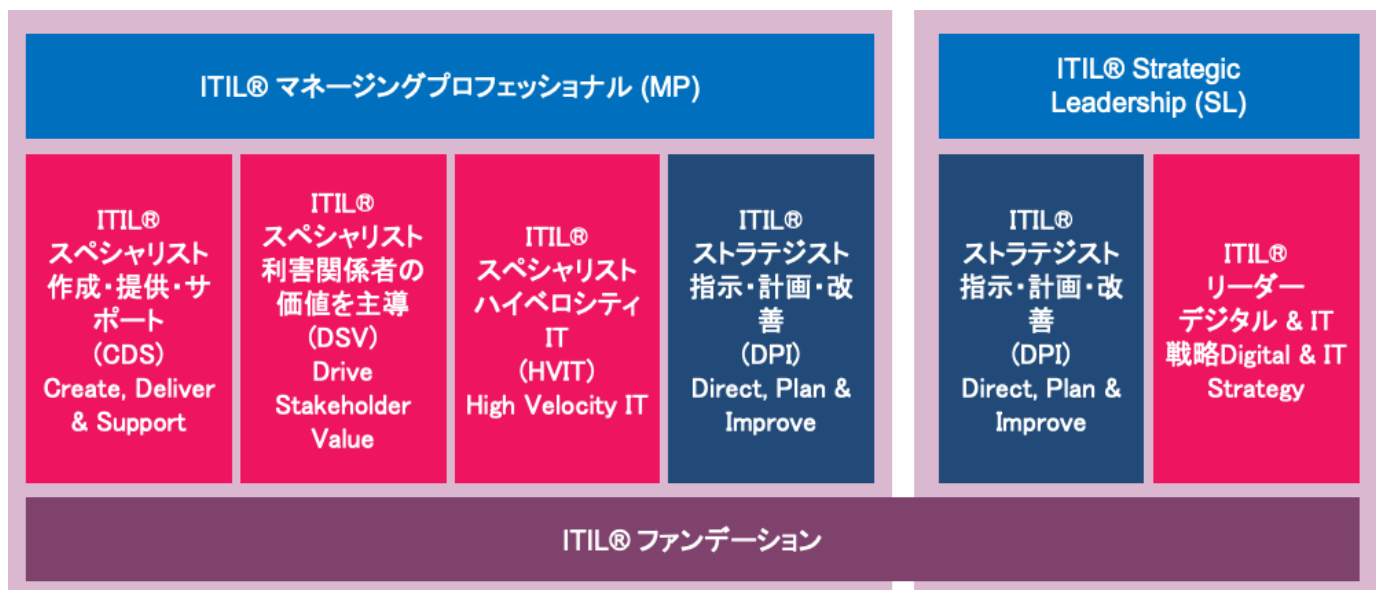 ITIL® マネージングプロフェッショナル (MP)
ITIL® Strategic
Leadership (SL)
ITIL®
スペシャリスト
作成・提供・サ
ポート
(CDS)
Create, Deliver
& Support
ITIL®
スペシャリスト
利害関係者の
価値を主導
(DSV)
Drive
Stakeholder
Value
ITIL®
スペシャリスト
ハイベロシティ
IT
(HVIT)
High Velocity IT
ITIL®
ストラテジスト
指示・計画・改
善
(DPI)
Direct, Plan &
Improve
ITIL®
ストラテジスト
指示・計画・改
善
(DPI)
Direct, Plan &
Improve
ITIL®
リーダー
デジタル & IT
戦略Digital & IT
Strategy
ITIL® ファンデーション